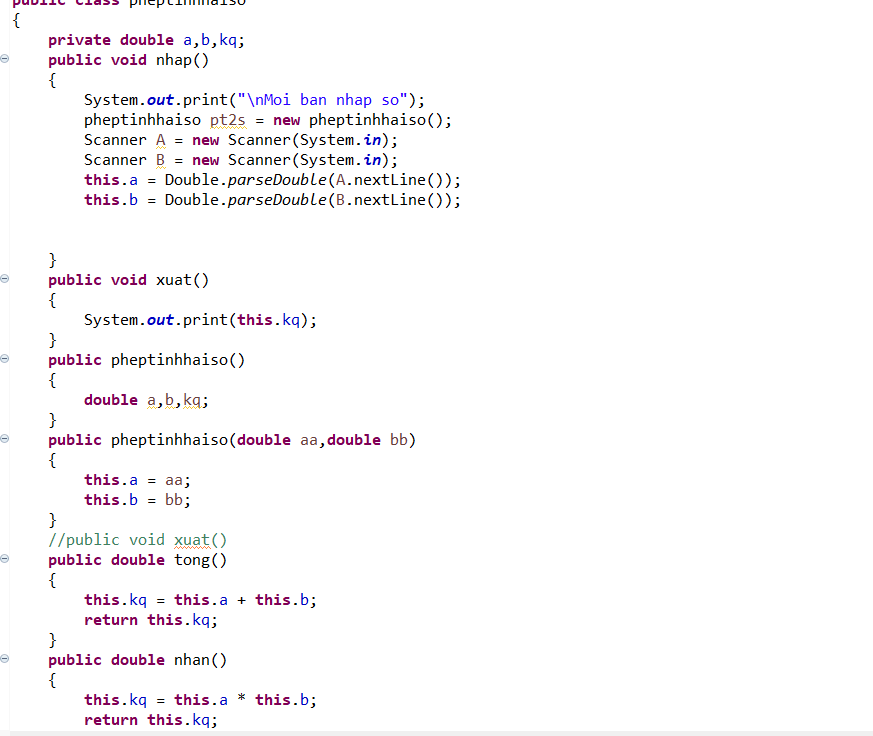 public class pheptinhhaiso
{
private double a,b,kq;
public void nhap()
{
System.out.print("\nMoi ban nhap so");
pheptinhhaiso pt2s = new pheptinhhaiso();
Scanner A = new Scanner(System.in);
Scanner B = new Scanner(System.in);
this.a = Double.parseDouble(A.nextLine());
this.b = Double.parseDouble(B.nextLine());
}
public void xuat()
{
System.out.print(this.kq);
}
public pheptinhhaiso()
{
double a,b,kq;
}
public pheptinhhaiso(double aa,double bb)
{
this.a = aa;
this.b = bb;
}
//public void xuat()
public double tong()
{
this.kq = this.a + this.b;
return this.kq;
}
public double nhan()
{
this.kq = this.a * this.b;
return this.kq;